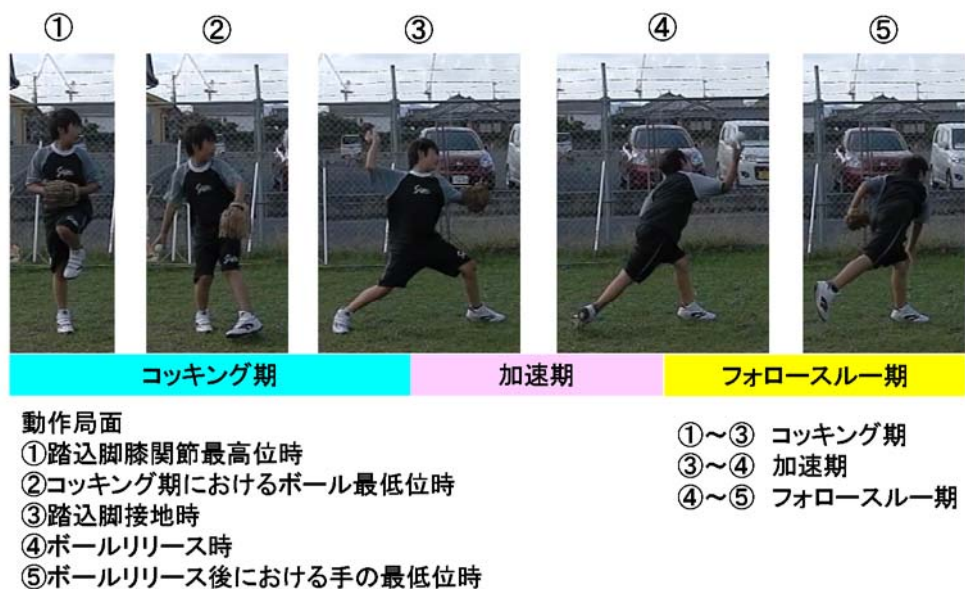 ① ② ③ ④ ⑤
コッキング期 加速期 フォロースルー期
動作局面
①踏込脚膝関節最高位時
②コッキング期におけるボール最低位時
③踏込脚接地時
④ボールリリース時
⑤ボールリリース後における手の最低位時
①～③ コッキング期
③～④ 加速期
④～⑤ フォロースルー期